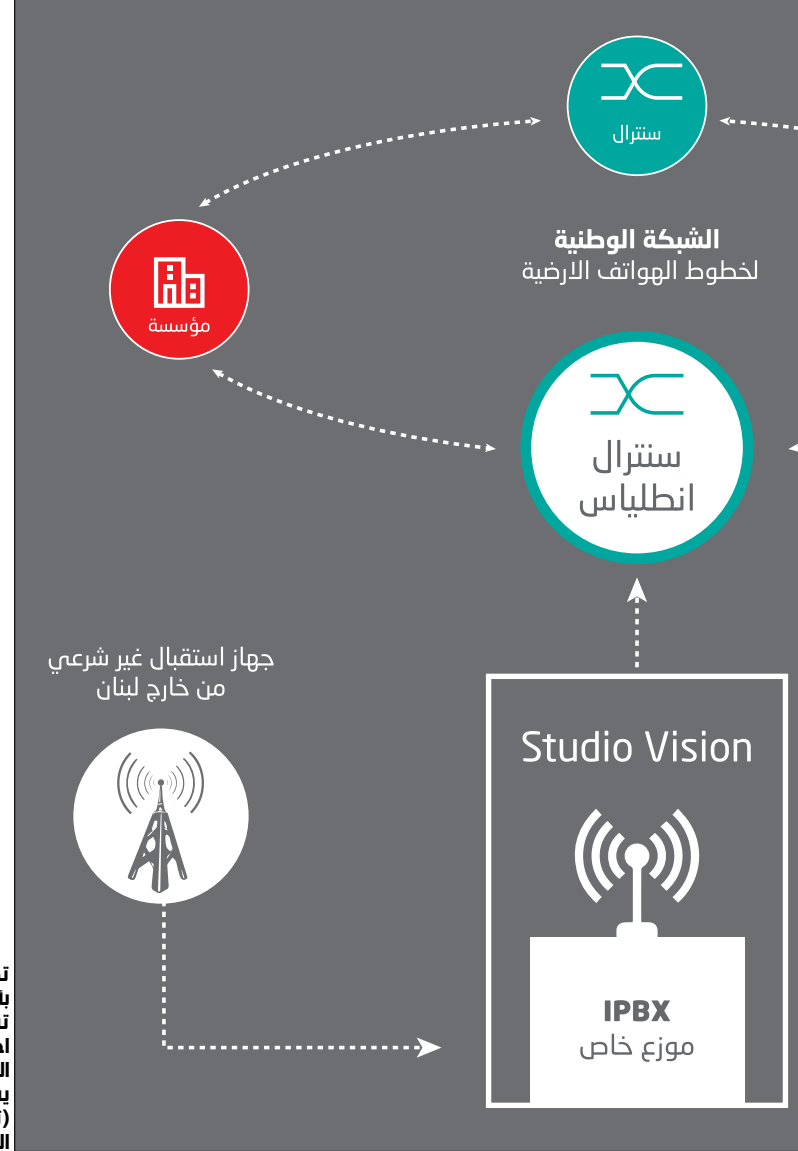 سنترال
الشبكة الوطنية
لخطوط الهواتف الارضية
مؤسسة
سنترال
انطلياس
جهاز استقبال غير شرعي
من خارج لبنان
Studio Vision
IPBX
موزع خاص